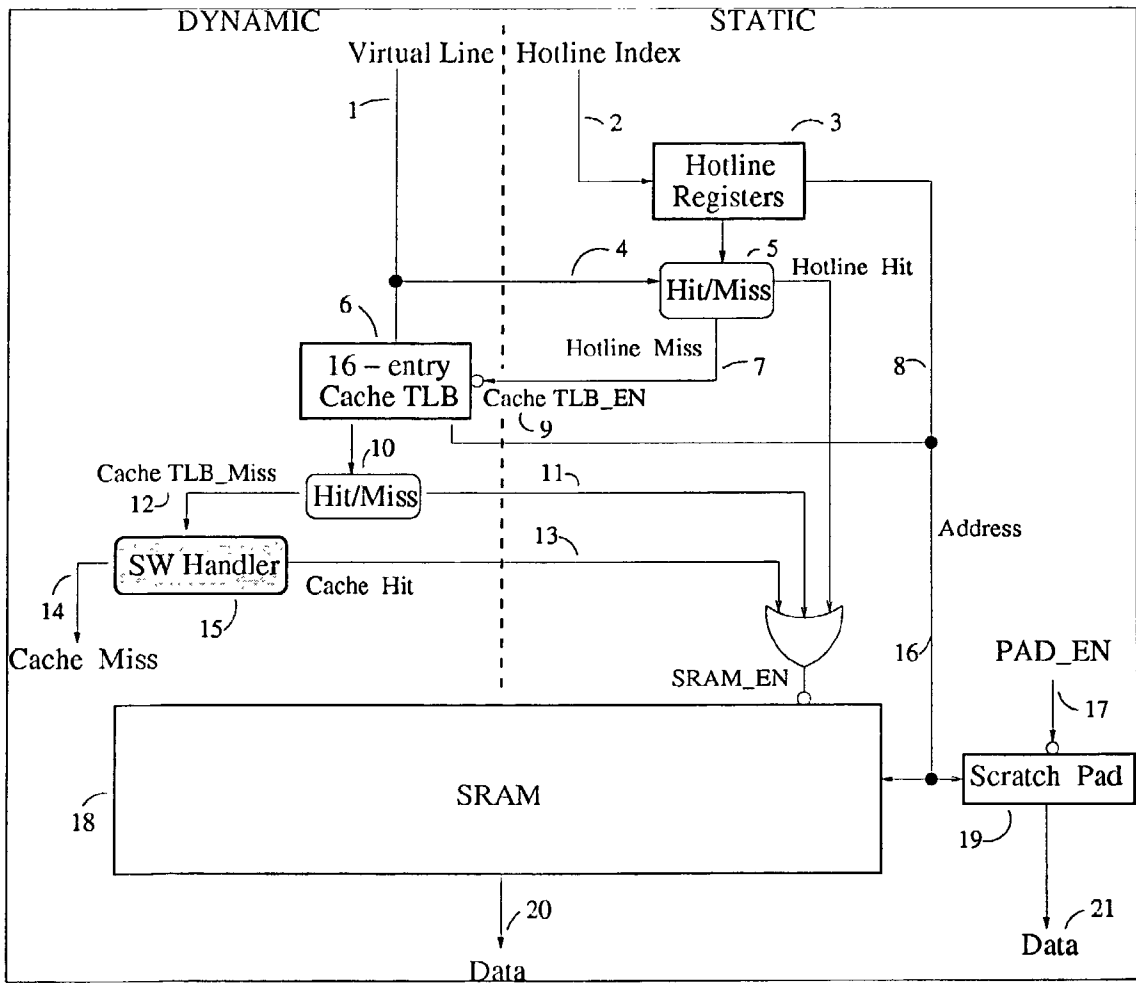 DYNAMIC
STATIC
Virtual Line
Hotline Index
1
2
3
Hotline
Registers
4
5
Hotline Hit
Hit/Miss
6
16 – entry
Cache TLB
Hotline Miss
7
8
Cache TLB_EN
9
10
Cache TLB_Miss
11
12
Hit/Miss
13
Address
SW Handler
Cache Hit
14
15
Cache Miss
16
PAD_EN
SRAM_EN
17
SRAM
Scratch Pad
18
19
20
21
Data
Data